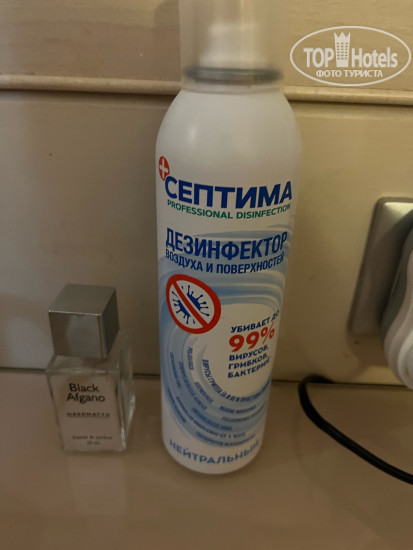 TOP Hotels
ФОТО ТУРИСТА
СЕПТИМА
PROFESSIONAL DISINFECTION
ДЕЗИНФЕКТОР
ВОЗДУХА И ПОВЕРХНОСТЕЙ
УБИВАЕТ ДО
99%
ВИРУСОВ,
ГРИБКОВ,
БАКТЕРИЙ
НЕЙТРАЛЬНЫЙ
Black
Afgano
NASOMATTO